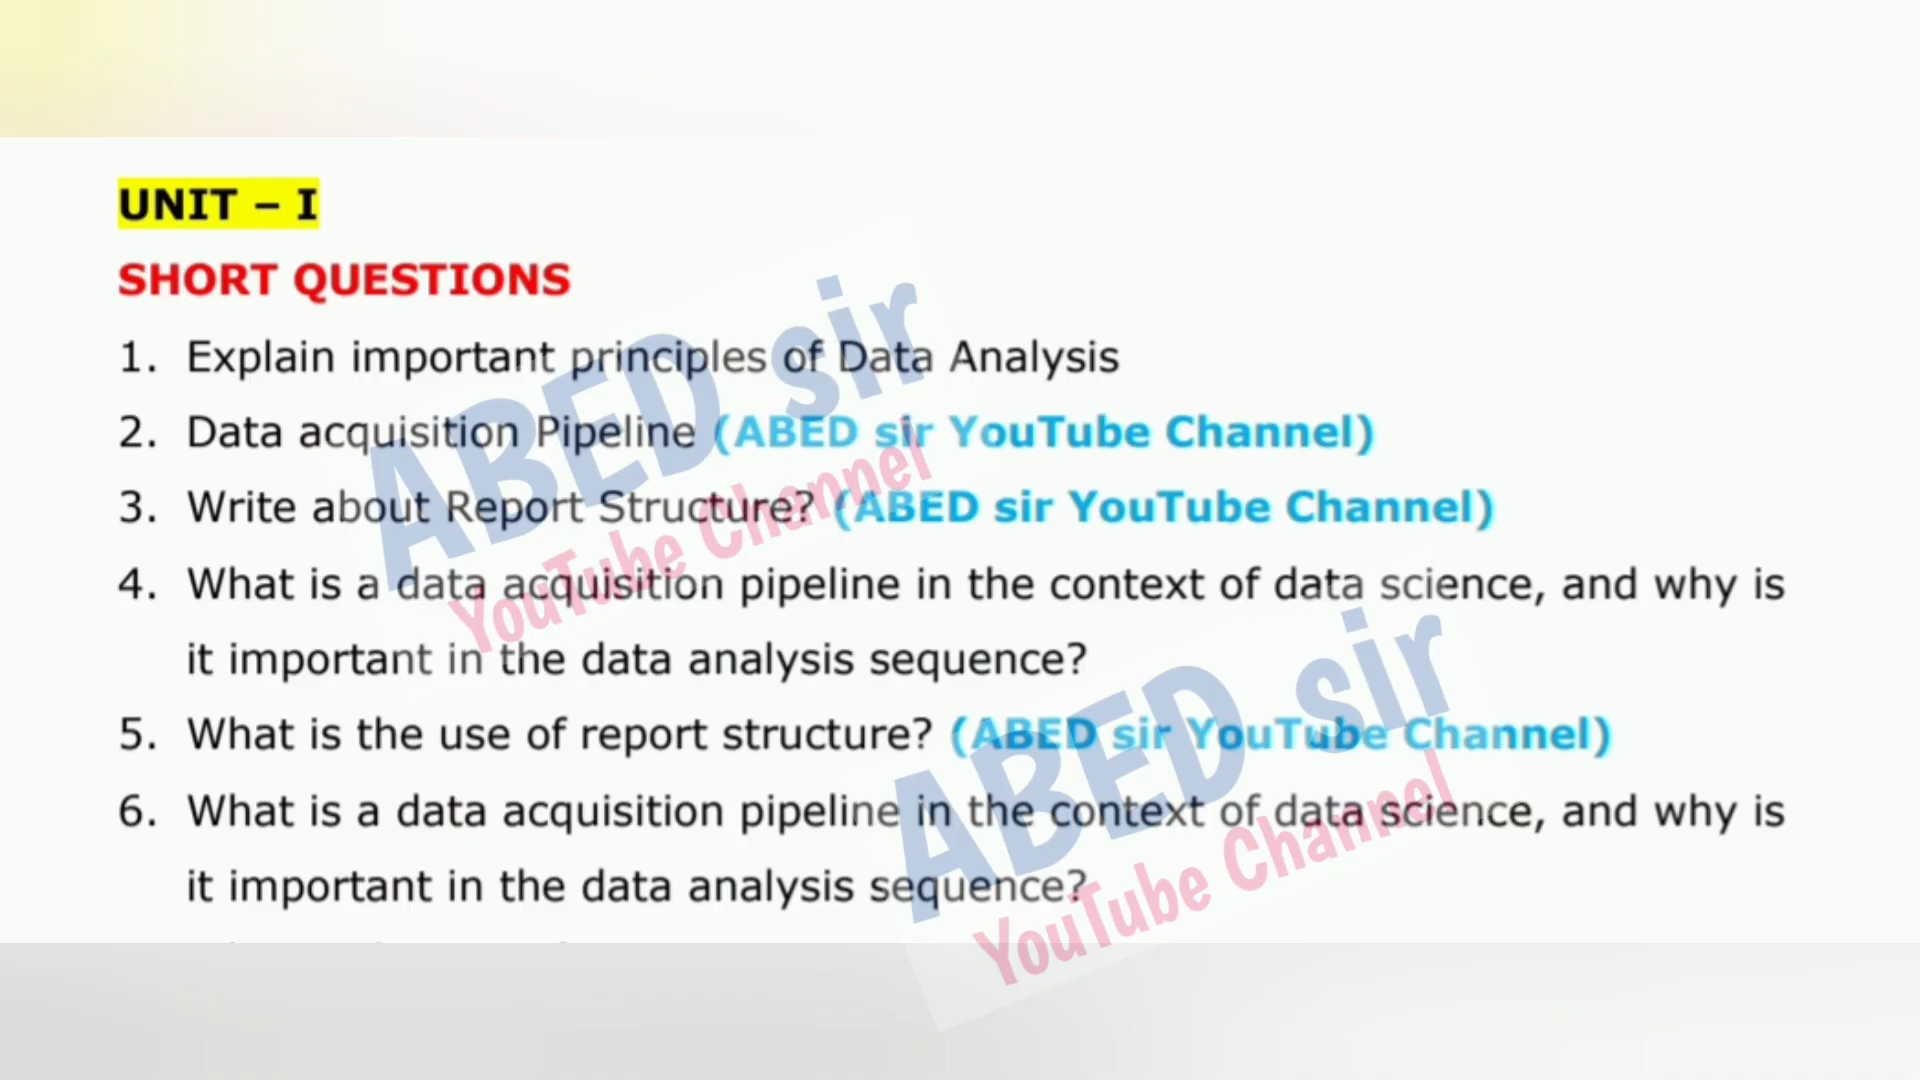 UNIT – I
SHORT QUESTIONS
1. Explain important principles of Data Analysis
2. Data acquisition Pipeline (ABED sir YouTube Channel)
3. Write about Report Structure? (ABED sir YouTube Channel)
4. What is a data acquisition pipeline in the context of data science, and why is
it important in the data analysis sequence?
5. What is the use of report structure? (ABED sir YouTube Channel)
6. What is a data acquisition pipeline in the context of data science, and why is
it important in the data analysis sequence?
ABED sir
YouTube Channel
ABED sir
YouTube Channel